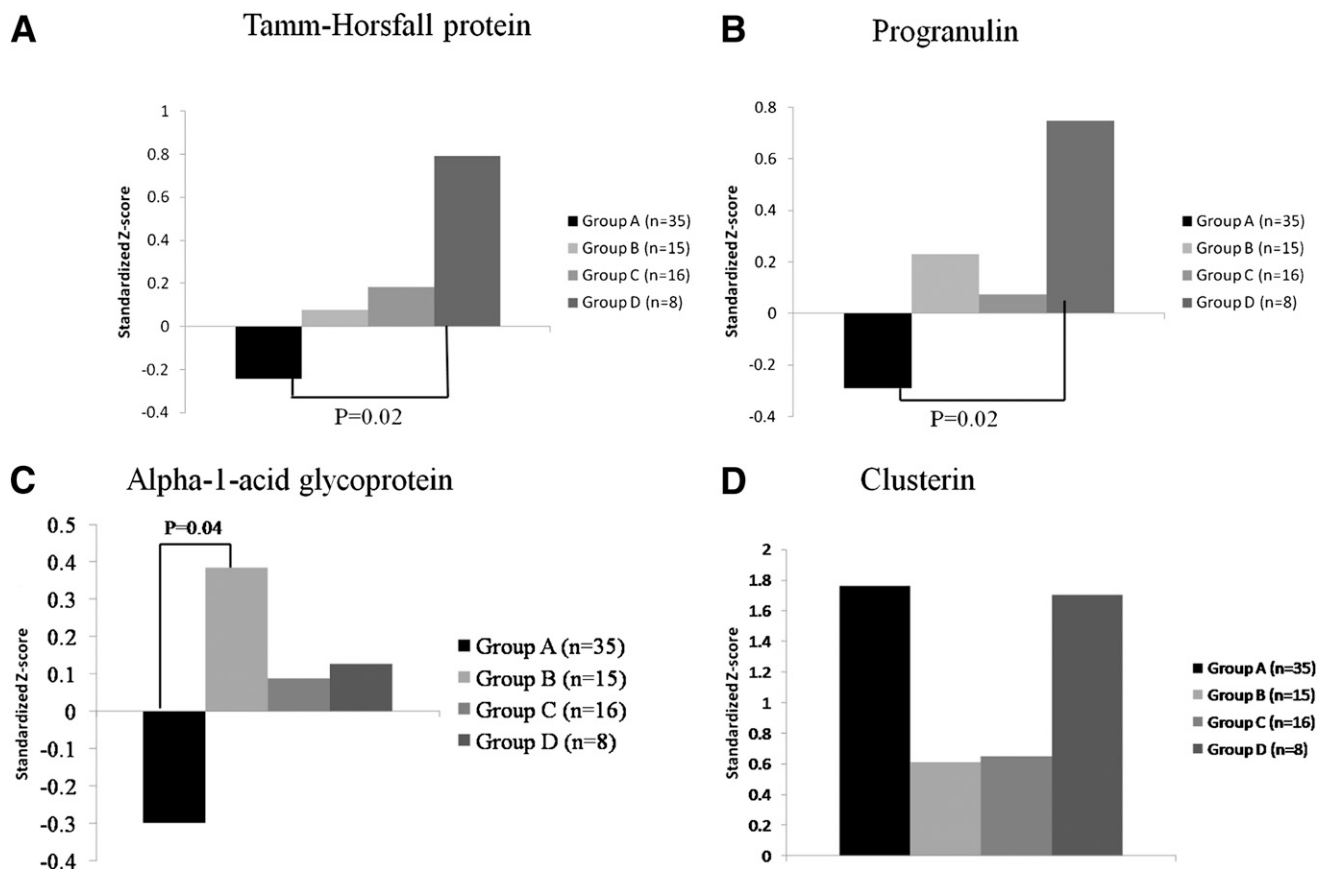 A
Tamm-Horsfall protein
Standardized Z-score
1
0.8
0.6
0.4
0.2
0
-0.2
-0.4
P=0.02
Group A (n=35)
Group B (n=15)
Group C (n=16)
Group D (n=8)
B
Progranulin
Standardized Z-score
0.8
0.6
0.4
0.2
0
-0.2
-0.4
P=0.02
Group A (n=35)
Group B (n=15)
Group C (n=16)
Group D (n=8)
C
Alpha-1-acid glycoprotein
Standardized Z-score
0.5
0.4
0.3
0.2
0.1
0
-0.1
-0.2
-0.3
-0.4
P=0.04
Group A (n=35)
Group B (n=15)
Group C (n=16)
Group D (n=8)
D
Clusterin
Standardized Z-score
2
1.8
1.6
1.4
1.2
1
0.8
0.6
0.4
0.2
0
Group A (n=35)
Group B (n=15)
Group C (n=16)
Group D (n=8)